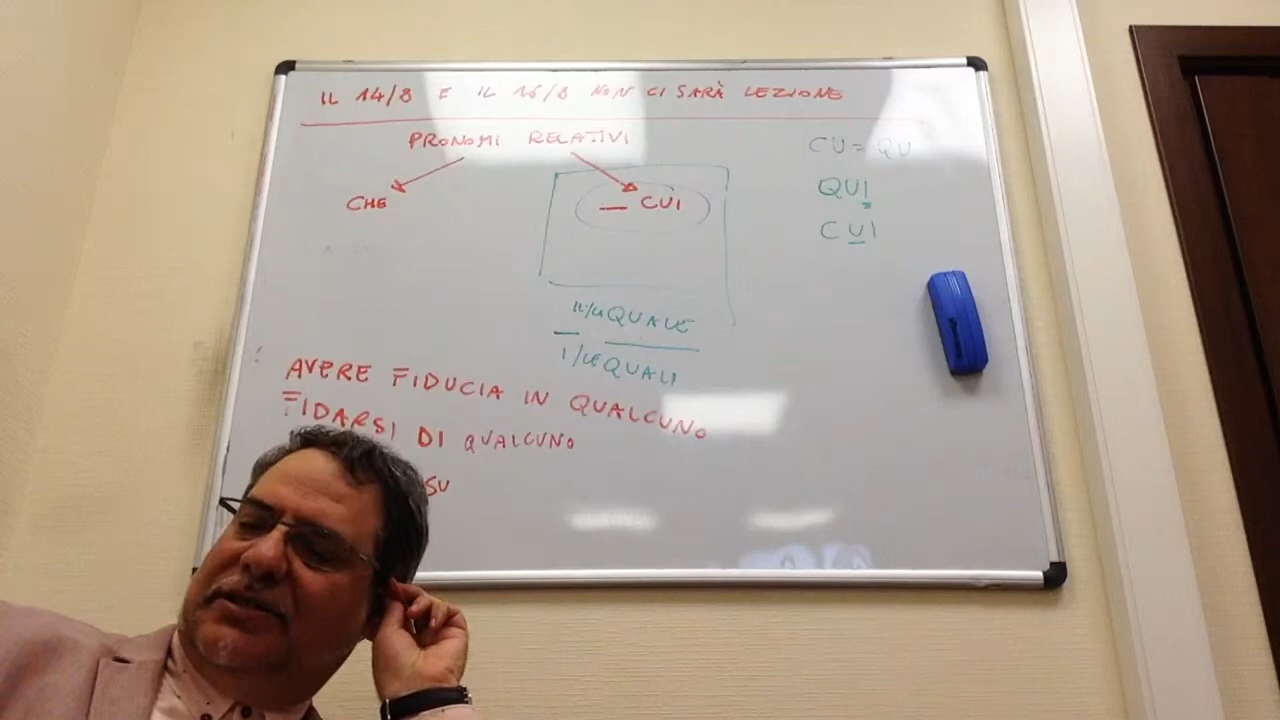 IL 14/8 E IL 16/8 NON CI SARÀ LEZIONE
PRONOMI RELATIVI
CHE
— CUI
IL/LA QUALE
I/LE QUALI
CU = QU
QUI
CUI
AVERE FIDUCIA IN QUALCUNO
FIDARSI DI QUALCUNO
SU